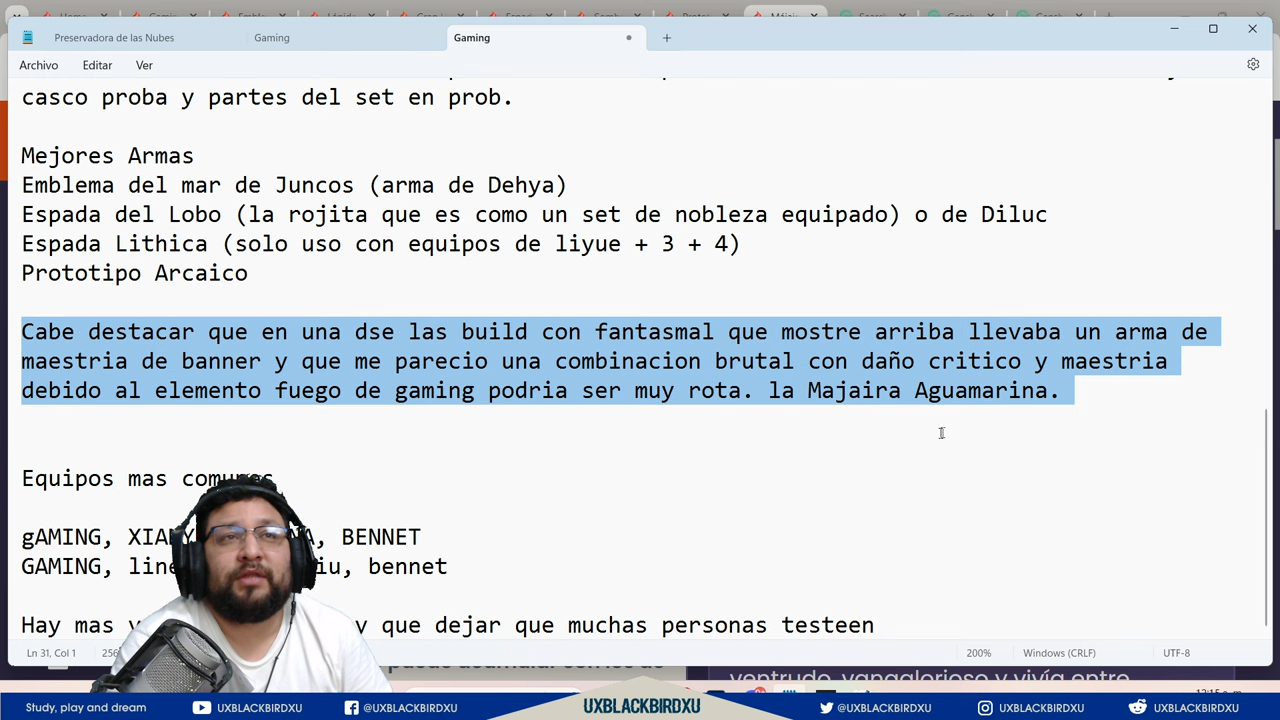 Preservadora de las Nubes
Gaming
Gaming
Archivo Editar Ver
casco proba y partes del set en prob.
Mejores Armas
Emblema del mar de Juncos (arma de Dehya)
Espada del Lobo (la rojita que es como un set de nobleza equipado) o de Diluc
Espada Lithica (solo uso con equipos de liyue + 3 + 4)
Prototipo Arcaico
Cabe destacar que en una dse las build con fantasmal que mostre arriba llevaba un arma de
maestria de banner y que me parecio una combinacion brutal con daño critico y maestria
debido al elemento fuego de gaming podria ser muy rota. la Majaira Aguamarina.
Equipos mas comunes
gAMING, BENNET
GAMING, bennet
Hay mas y que dejar que muchas personas testeen
Ln 31, Col 1
200%
Windows (CRLF)
UTF-8
Study, play and dream
UXBLACKBIRDXU
@UXBLACKBIRDXU
UXBLACKBIRDXU
@UXBLACKBIRDXU
UXBLACKBIRDXU
UXBLACKBIRDXU